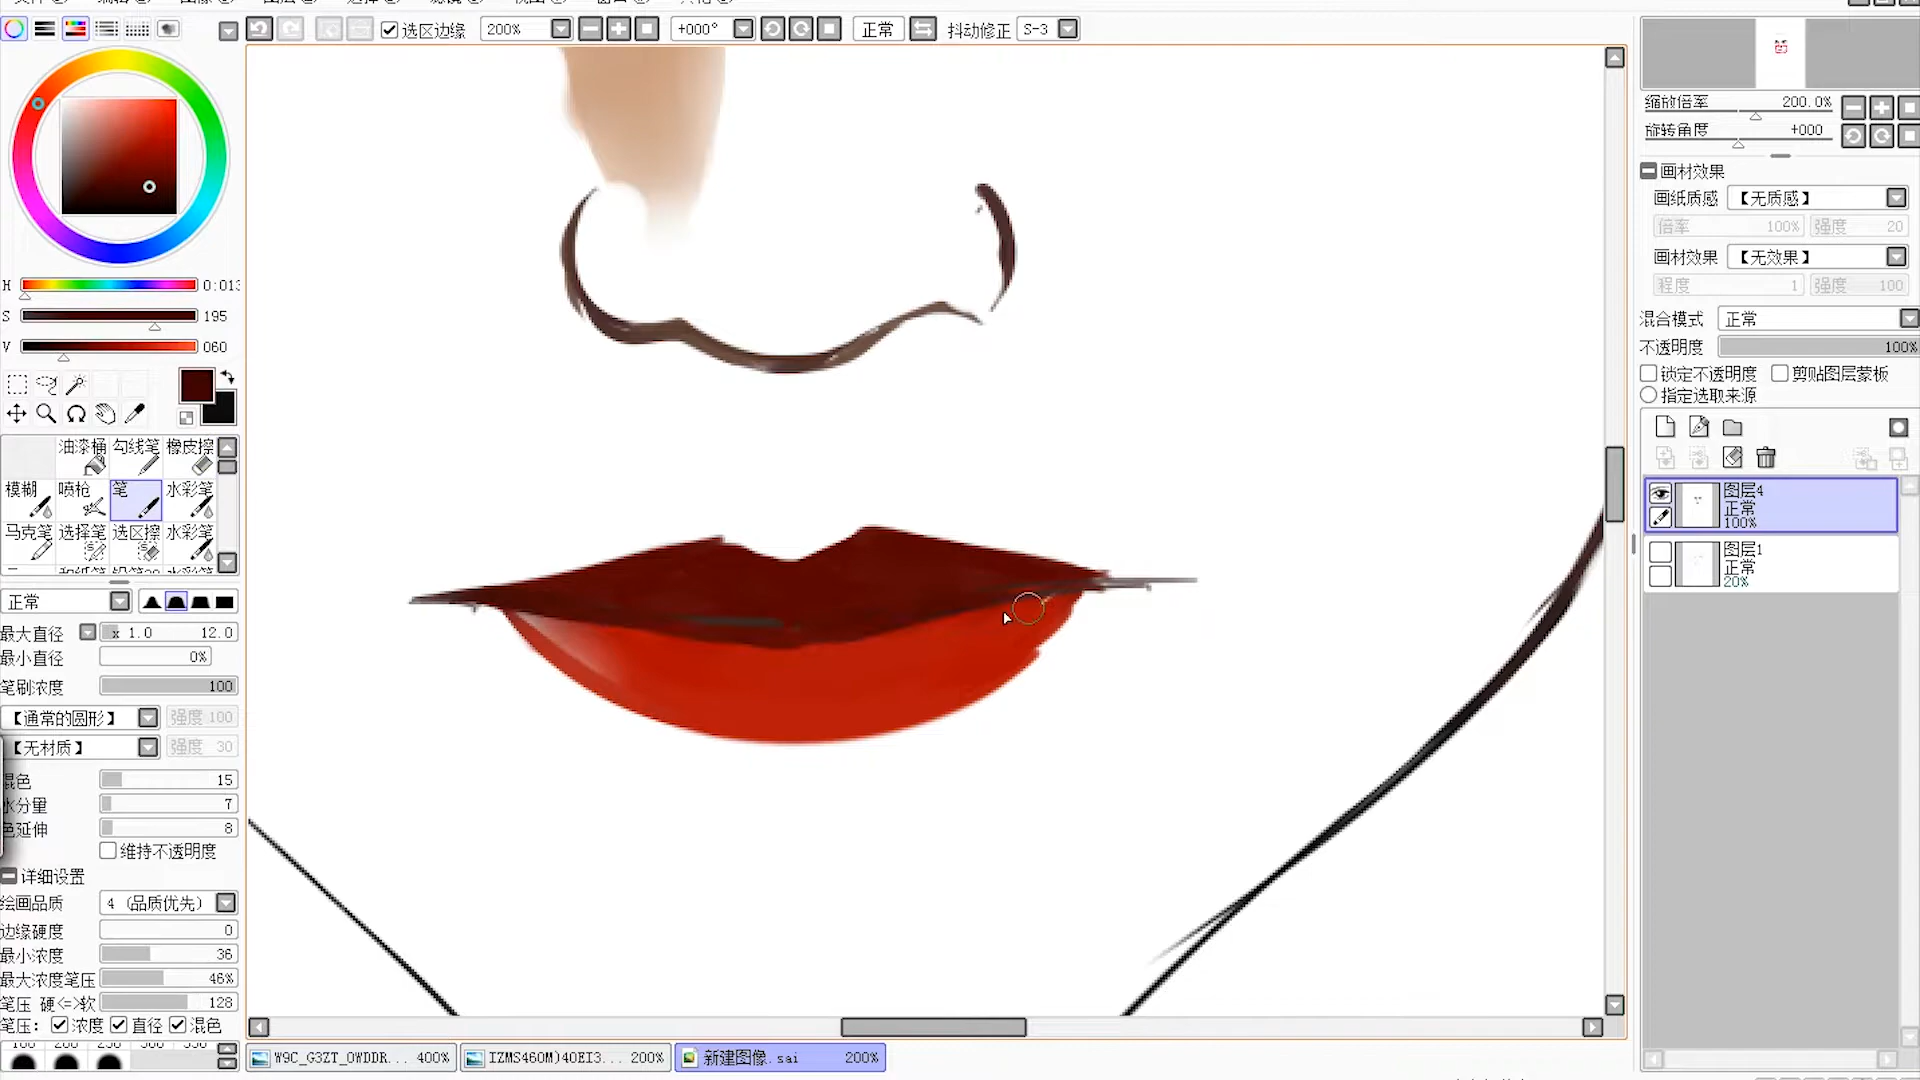 选区边缘 200% +000° 正常 抖动修正 S-3
缩放倍率 200.0%
旋转角度 +000
画材效果
画纸质感 【无质感】
倍率 100% 强度 20
画材效果 【无效果】
程度 1 强度 100
混合模式 正常
不透明度 100%
锁定不透明度 剪贴图层蒙板
指定选取来源
图层4
正常
100%
图层1
正常
20%
H 0:013
S 195
V 060
油漆桶 勾线笔 橡皮擦
模糊 喷枪 笔 水彩笔
马克笔 选择笔 选区擦 水彩笔
正常
最大直径 x 1.0 12.0
最小直径 0%
笔刷浓度 100
【通常的圆形】 强度 100
【无材质】 强度 30
混色 15
水分量 7
色延伸 8
维持不透明度
详细设置
绘画品质 4 (品质优先)
边缘硬度 0
最小浓度 36
最大浓度笔压 46%
笔压 硬<=>软 128
笔压: 浓度 直径 混色
W9C_G3ZT_0WDDR... 400% IZMS460M)40EI3... 200% 新建图像.sai 200%